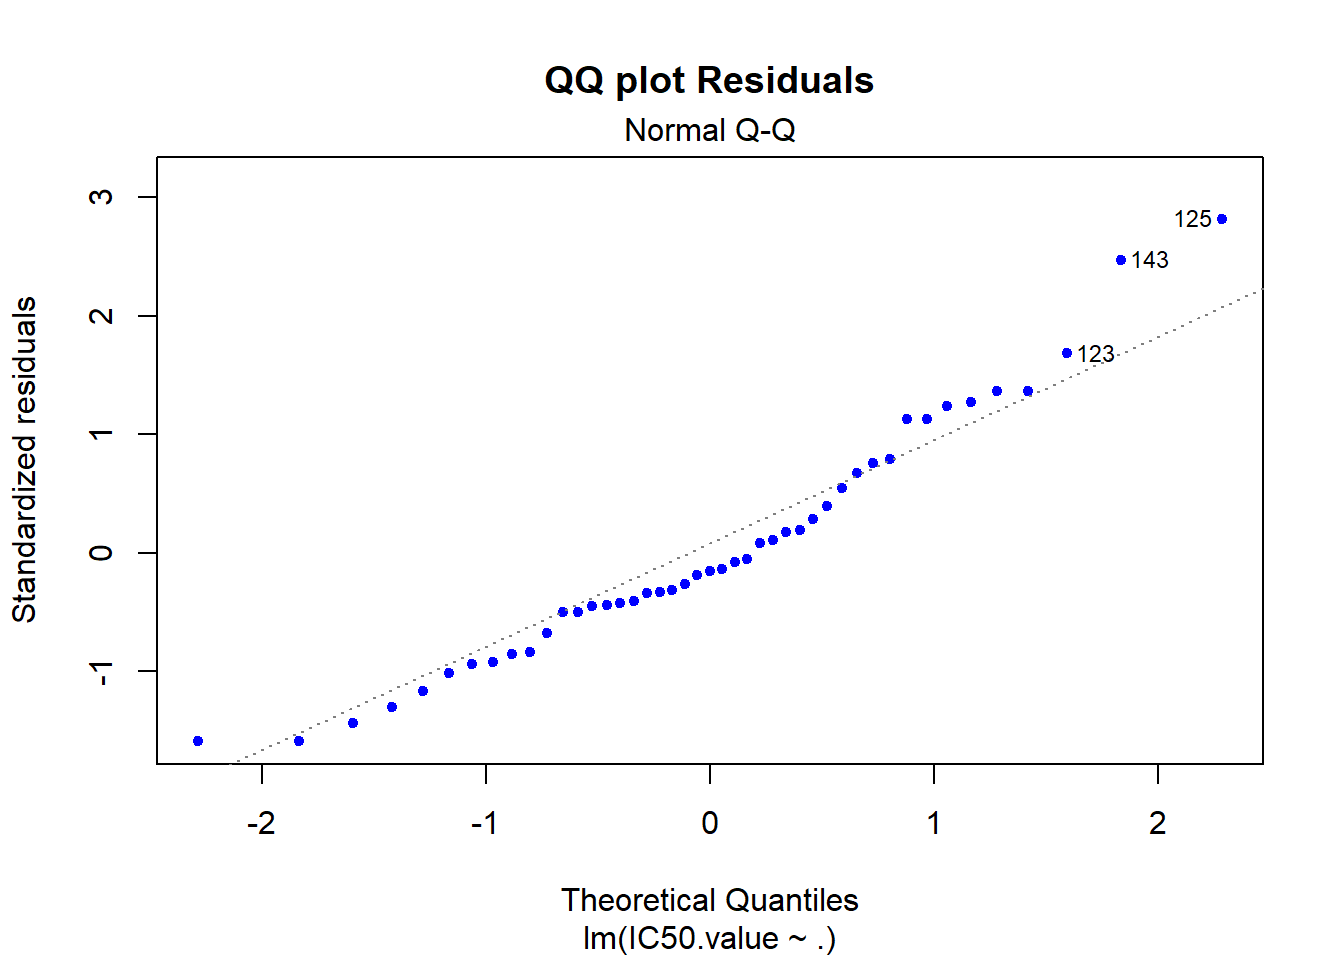 QQ plot Residuals
Normal Q-Q
Standardized residuals
3
2
1
0
-1
125
143
123
-2
-1
0
1
2
Theoretical Quantiles
lm(IC50.value ~ .)